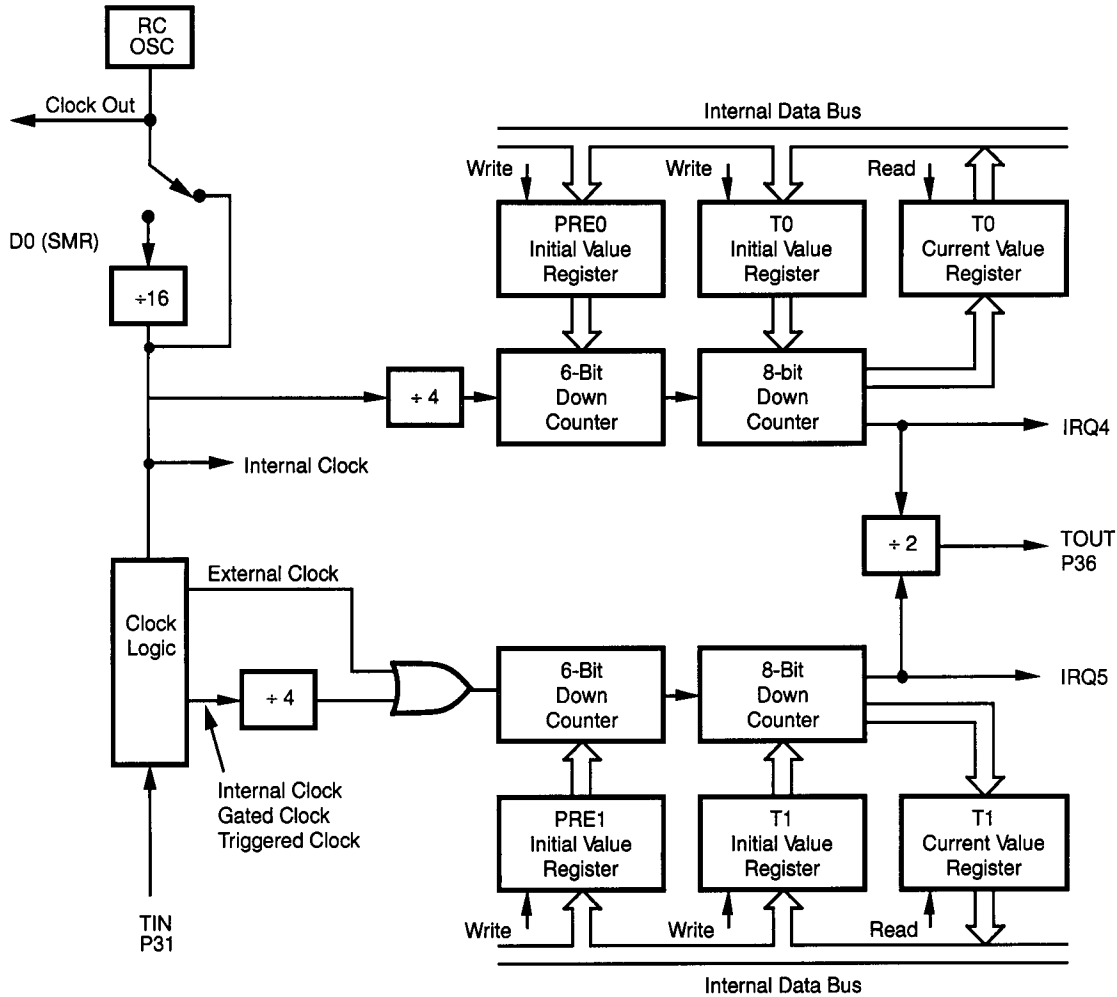 RC
OSC
Clock Out
Internal Data Bus
Write
Write
Read
D0 (SMR)
÷16
PRE0
Initial Value
Register
T0
Initial Value
Register
T0
Current Value
Register
÷ 4
6-Bit
Down
Counter
8-bit
Down
Counter
IRQ4
Internal Clock
÷ 2
TOUT
P36
External Clock
Clock
Logic
÷ 4
6-Bit
Down
Counter
8-Bit
Down
Counter
IRQ5
Internal Clock
Gated Clock
Triggered Clock
PRE1
Initial Value
Register
T1
Initial Value
Register
T1
Current Value
Register
TIN
P31
Write
Write
Read
Internal Data Bus